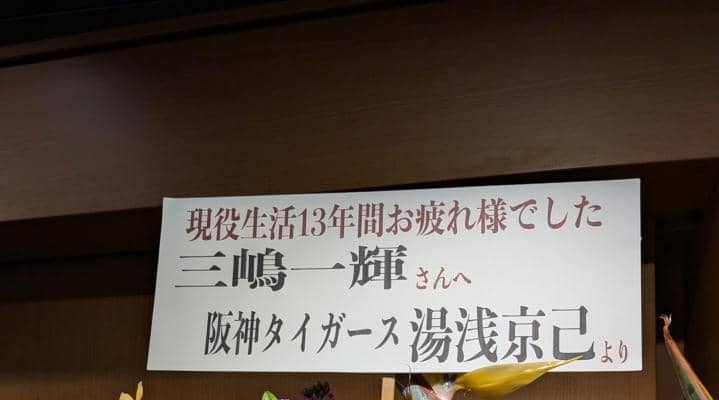 現役生活13年間お疲れ様でした
三嶋一輝さんへ
阪神タイガース湯浅京己より